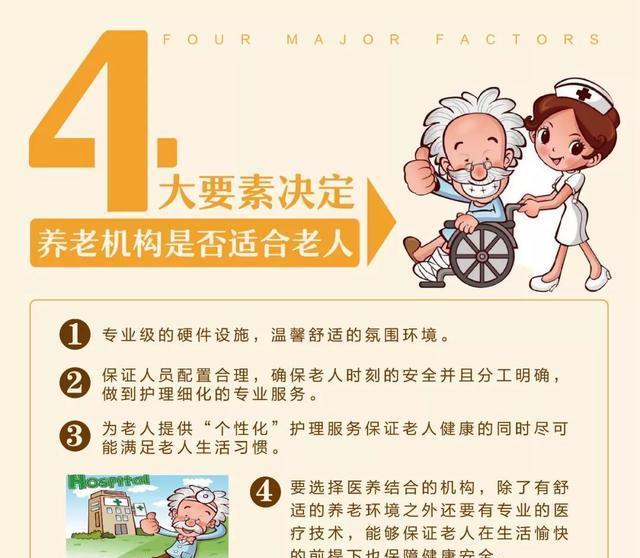 FOUR MAJOR FACTORS
4.
大要素决定
养老机构是否适合老人
1 专业级的硬件设施，温馨舒适的氛围环境。
2 保证人员配置合理，确保老人时刻的安全并且分工明确，
做到护理细化的专业服务。
3 为老人提供“个性化”护理服务保证老人健康的同时尽可
能满足老人生活习惯。
Hospital
4 要选择医养结合的机构，除了有舒
适的养老环境之外还要有专业的医
疗技术，能够保证老人在生活愉快
的前提下也保障健康安全。